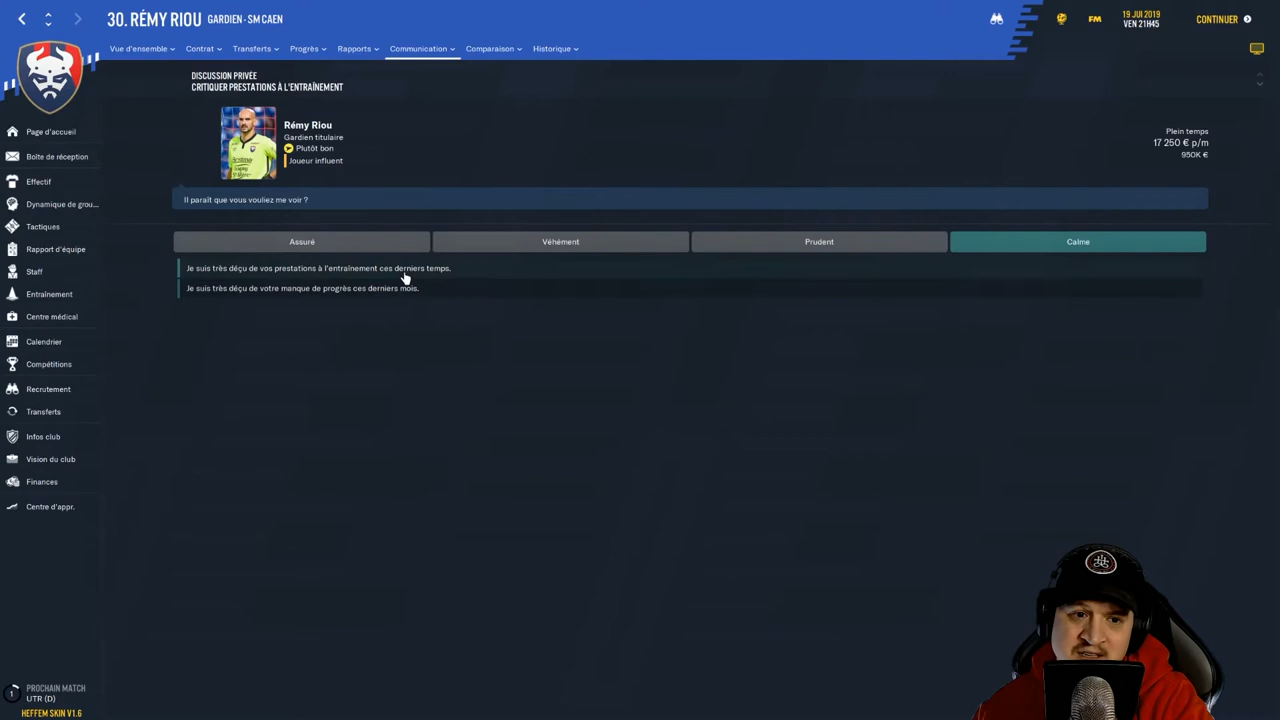 30. RÉMY RIOU GARDIEN - SM CAEN
FM
19 JUI 2019
VEN 21H45
CONTINUER
Vue d'ensemble
Contrat
Transferts
Progrès
Rapports
Communication
Comparaison
Historique
DISCUSSION PRIVÉE
CRITIQUER PRESTATIONS À L'ENTRAÎNEMENT
Rémy Riou
Gardien titulaire
Plutôt bon
Joueur influent
Plein temps
17 250 € p/m
950K €
Il paraît que vous vouliez me voir ?
Assuré
Véhément
Prudent
Calme
Je suis très déçu de vos prestations à l'entraînement ces derniers temps.
Je suis très déçu de votre manque de progrès ces derniers mois.
Page d'accueil
Boîte de réception
Effectif
Dynamique de grou...
Tactiques
Rapport d'équipe
Staff
Entraînement
Centre médical
Calendrier
Compétitions
Recrutement
Transferts
Infos club
Vision du club
Finances
Centre d'appr.
1
PROCHAIN MATCH
UTR (D)
HEFFEM SKIN V1.6